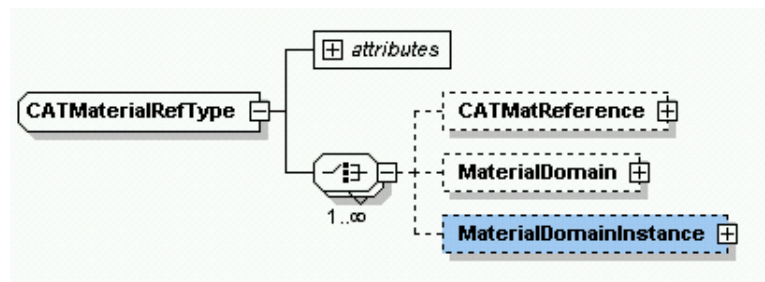 attributes
CATMaterialRefType
CATMatReference
MaterialDomain
1..∞
MaterialDomainInstance